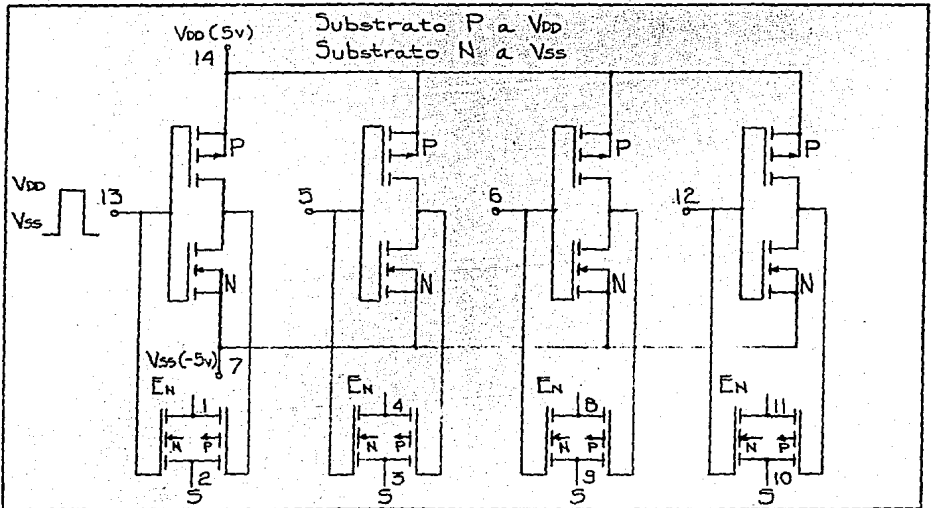 Substrato P a VDD
Substrato N a VSS
VDD (5v)
14
P
P
P
P
VDD
VSS
13
5
6
12
N
N
N
N
VSS (-5v)
7
EN
EN
EN
EN
1
4
8
11
N P
N P
N P
N P
2
3
9
10
S
S
S
S